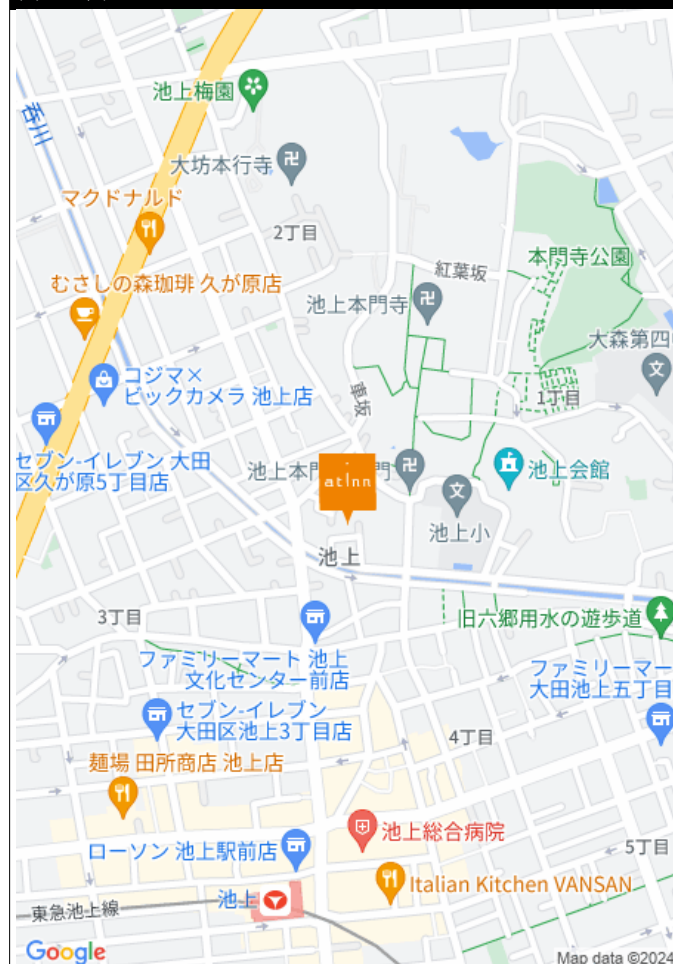 池上梅園
呑川
大坊本行寺
マクドナルド
2丁目
本門寺公園
紅葉坂
むさしの森珈琲 久が原店
池上本門寺
大森第四
コジマ×
ビックカメラ 池上店
車坂
1丁目
セブン-イレブン 大田
区久が原5丁目店
池上本門
門
at Inn
池上会館
池上小
池上
3丁目
旧六郷用水の遊歩道
ファミリーマート 池上
文化センター前店
ファミリーマー
大田池上五丁目
セブン-イレブン
大田区池上3丁目店
4丁目
麺場 田所商店 池上店
池上総合病院
ローソン 池上駅前店
5丁目
Italian Kitchen VANSAN
池上
東急池上線
Google
Map data ©2024